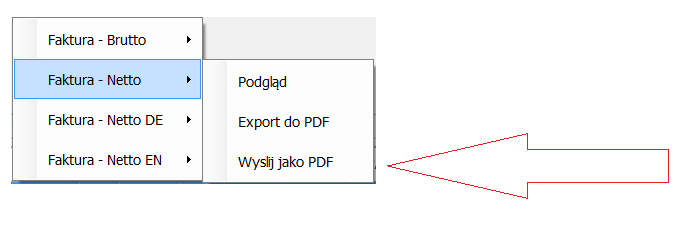 Faktura - Brutto
Faktura - Netto
Faktura - Netto DE
Faktura - Netto EN
Podgląd
Export do PDF
Wyslij jako PDF